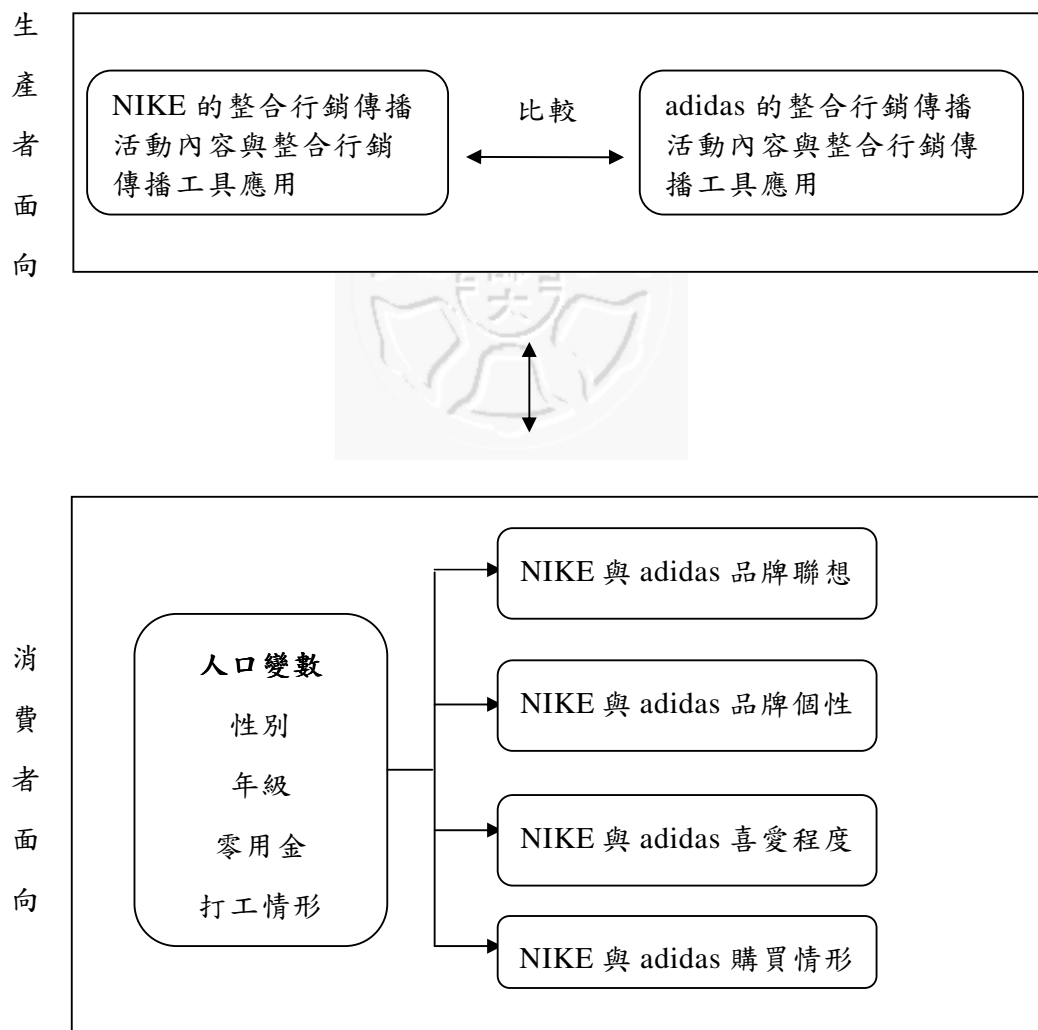 生產者面向
NIKE 的整合行銷傳播
活動內容與整合行銷
傳播工具應用
比較
adidas 的整合行銷傳播
活動內容與整合行銷傳
播工具應用
大
消費者面向
人口變數
性別
年級
零用金
打工情形
NIKE 與 adidas 品牌聯想
NIKE 與 adidas 品牌個性
NIKE 與 adidas 喜愛程度
NIKE 與 adidas 購買情形